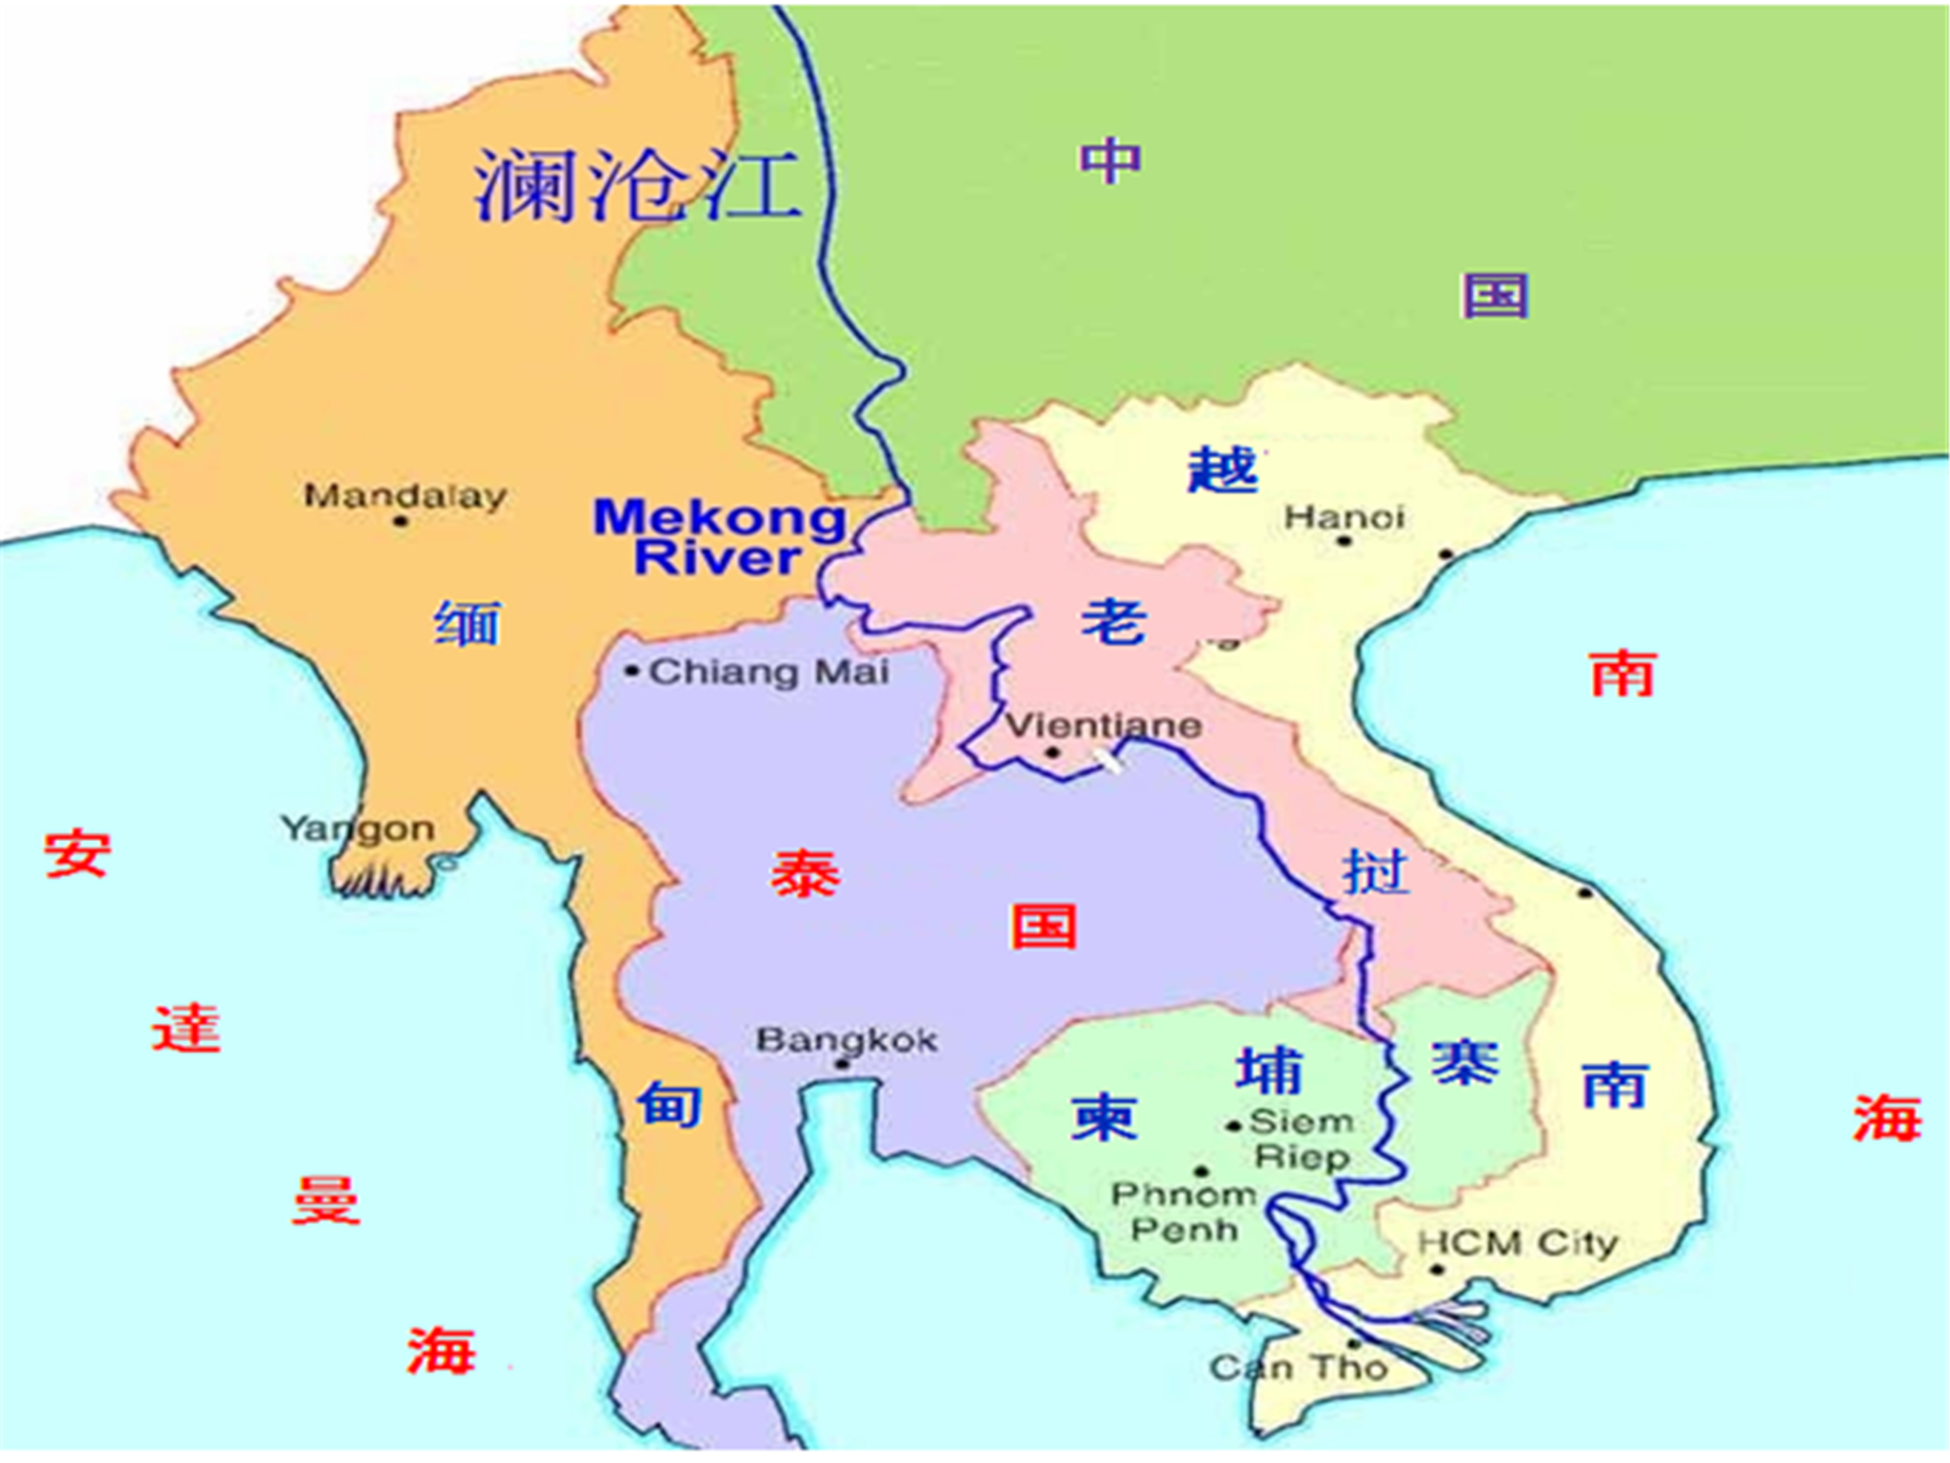 澜沧江
中
国
越
Hanoi
Mandalay
Mekong
River
缅
老
南
Chiang Mai
Vientiane
Yangon
安
泰
国
挝
達
Bangkok
甸
柬
埔
寨
南
海
Siem
Riep
Phnom
Penh
曼
HCM City
海
Can Tho